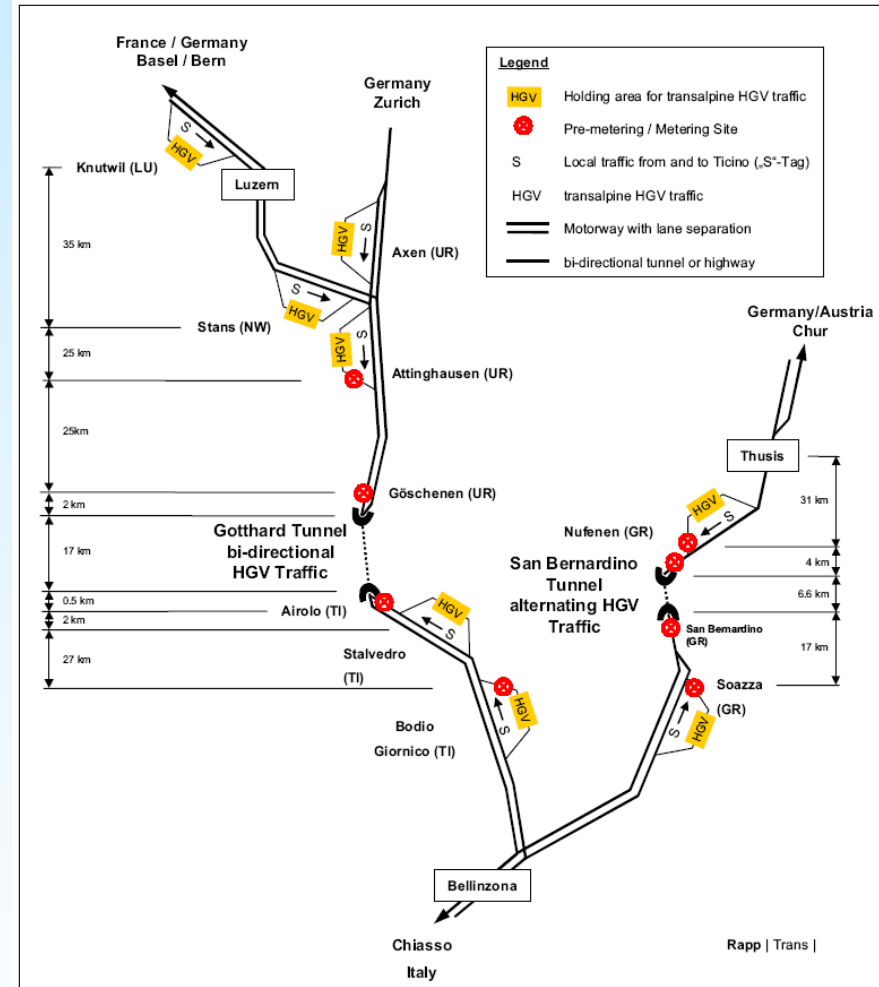 France / Germany
Basel / Bern
Germany
Zurich
Legend
HGV Holding area for transalpine HGV traffic
Pre-metering / Metering Site
S Local traffic from and to Ticino („S“-Tag)
HGV transalpine HGV traffic
Motorway with lane separation
bi-directional tunnel or highway
S
HGV
Knutwil (LU)
Luzern
35 km
HGV
S
Axen (UR)
S
HGV
Stans (NW)
HGV
S
25 km
Attinghausen (UR)
Germany/Austria
Chur
25km
Thusis
Göschenen (UR)
2 km
31 km
HGV
S
Nufenen (GR)
Gotthard Tunnel
bi-directional
HGV Traffic
17 km
San Bernardino
Tunnel
alternating HGV
Traffic
4 km
6.6 km
0.5 km
Airolo (TI)
2 km
HGV
S
San Bernardino
(GR)
17 km
27 km
Stalvedro
(TI)
Soazza
(GR)
HGV
S
HGV
S
Bodio
Giornico (TI)
Bellinzona
Chiasso
Italy
Rapp | Trans |